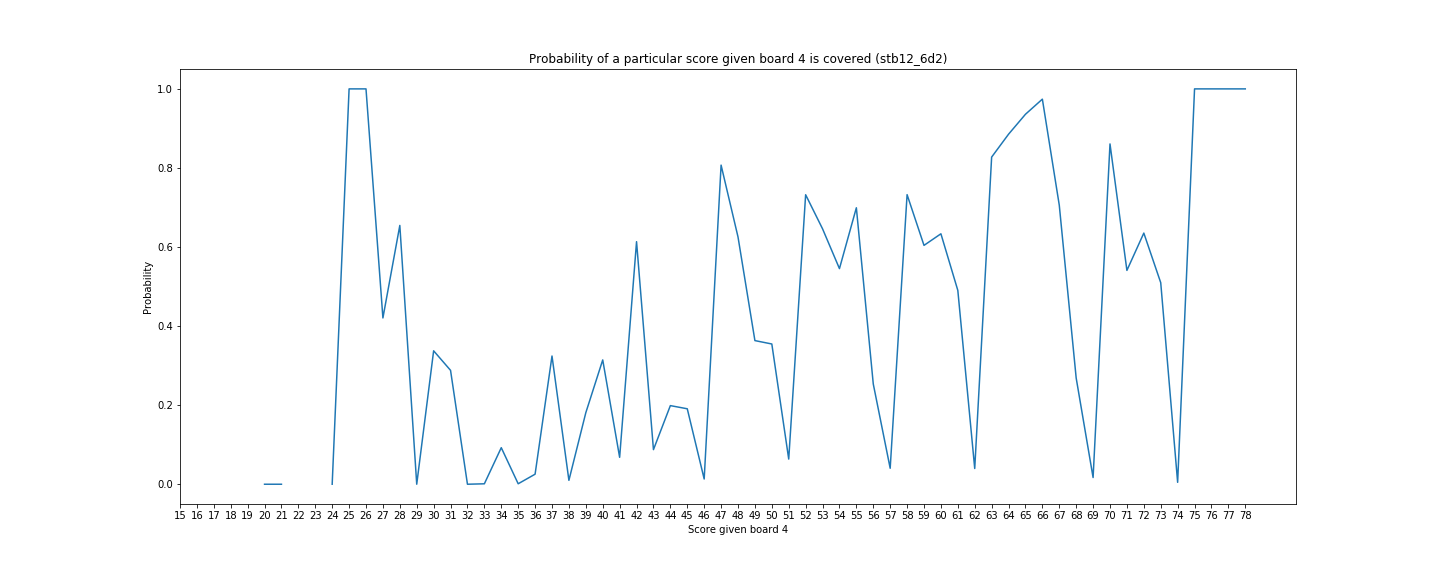 Probability of a particular score given board 4 is covered (stb12_6d2)
1.0
0.8
0.6
0.4
0.2
0.0
Probability
15 16 17 18 19 20 21 22 23 24 25 26 27 28 29 30 31 32 33 34 35 36 37 38 39 40 41 42 43 44 45 46 47 48 49 50 51 52 53 54 55 56 57 58 59 60 61 62 63 64 65 66 67 68 69 70 71 72 73 74 75 76 77 78
Score given board 4